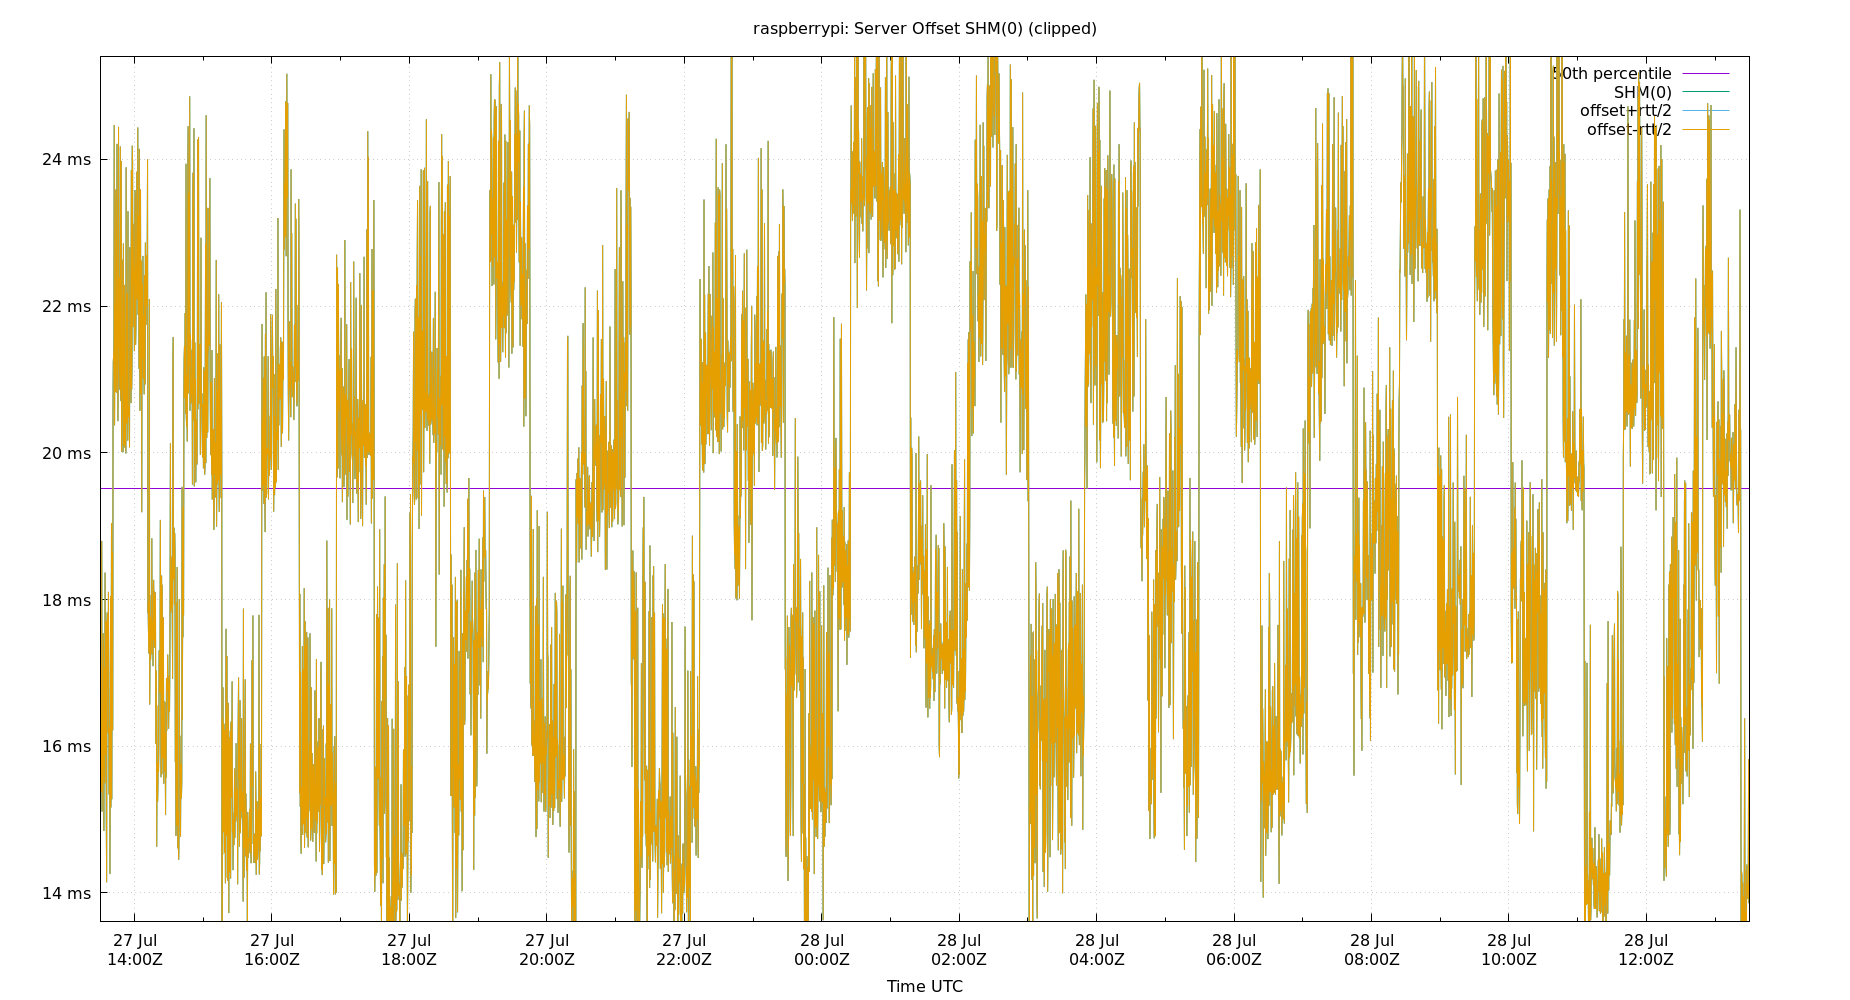 raspberrypi: Server Offset SHM(0) (clipped)
50th percentile
SHM(0)
offset+rtt/2
offset-rtt/2
24 ms
22 ms
20 ms
18 ms
16 ms
14 ms
27 Jul 27 Jul 27 Jul 27 Jul 27 Jul 28 Jul 28 Jul 28 Jul 28 Jul 28 Jul 28 Jul 28 Jul
14:00Z 16:00Z 18:00Z 20:00Z 22:00Z 00:00Z 02:00Z 04:00Z 06:00Z 08:00Z 10:00Z 12:00Z
Time UTC